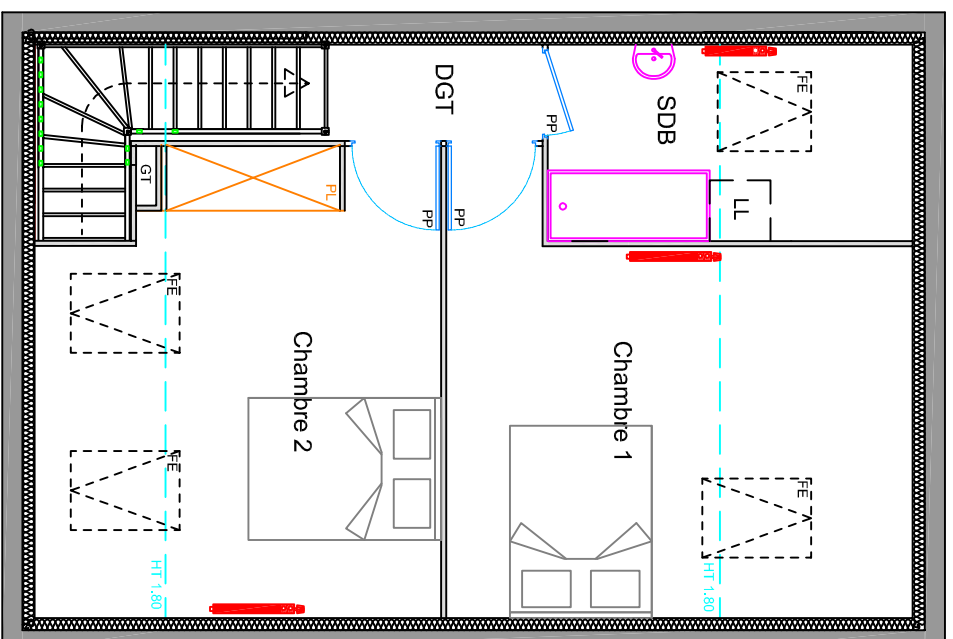 DGT
SDB
FE
PP
LL
GT
PL
PP
PP
FE
Chambre 2
Chambre 1
FE
FE
HT 1.80
HT 1.80